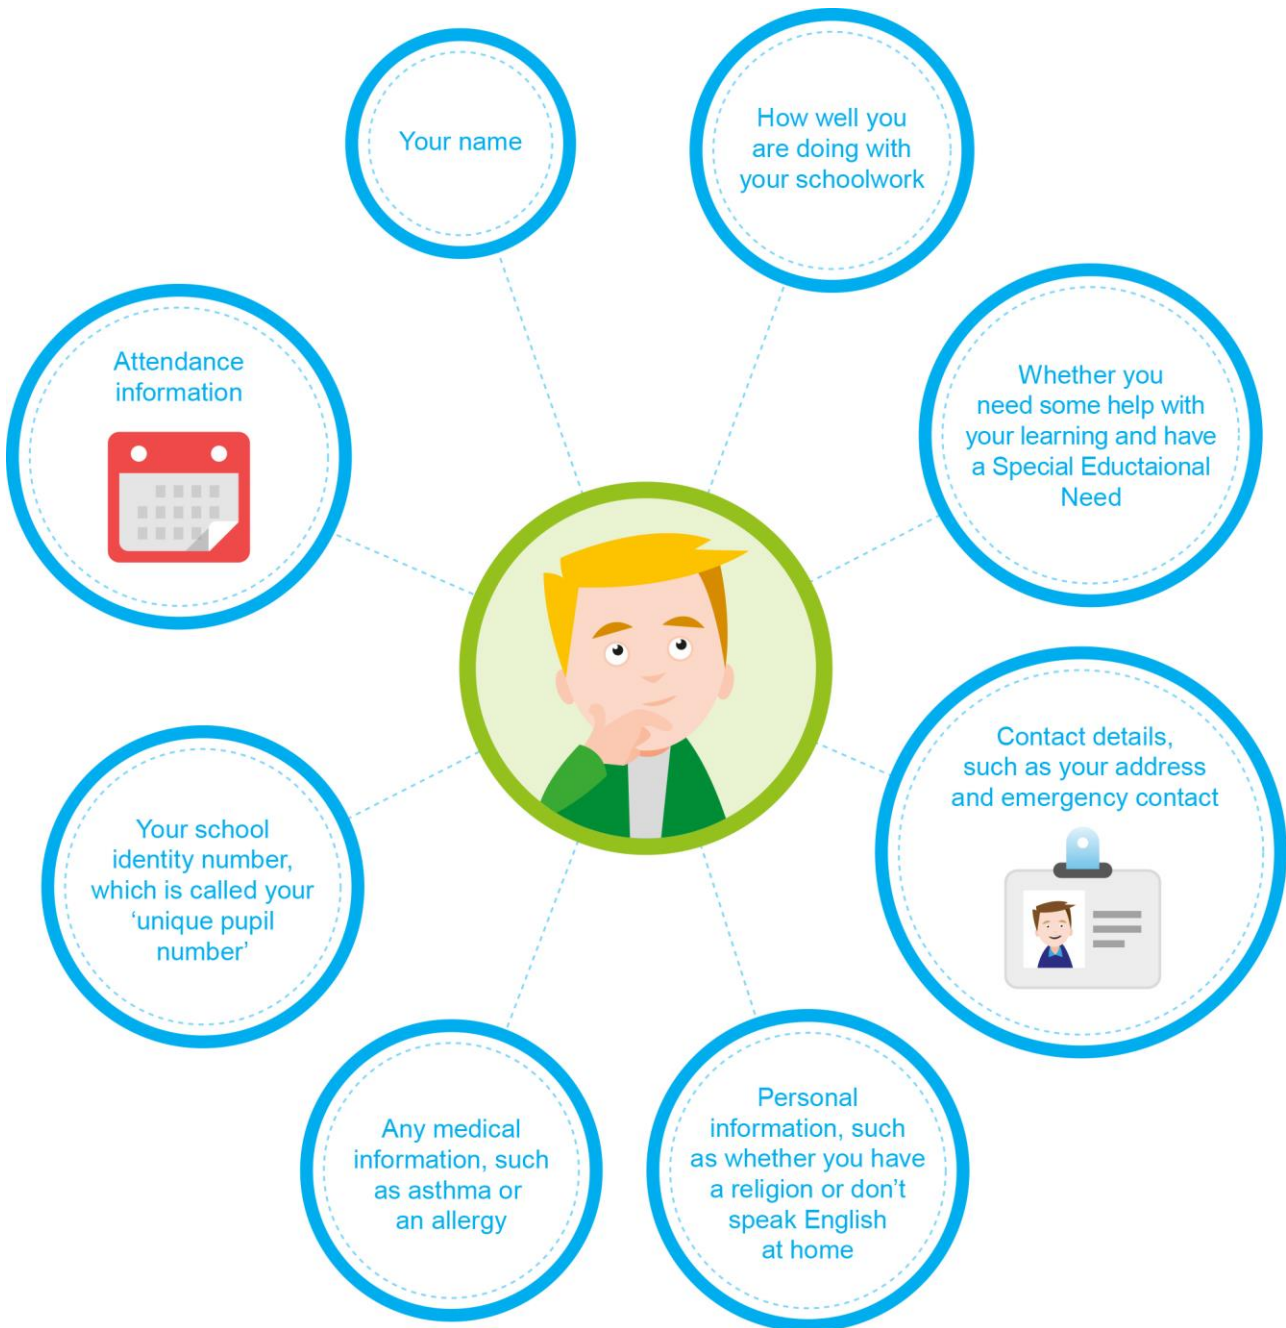 Your name
How well you
are doing with
your schoolwork
Whether you
need some help with
your learning and have
a Special Eductaional
Need
Contact details,
such as your address
and emergency contact
Personal
information, such
as whether you have
a religion or don’t
speak English
at home
Any medical
information, such
as asthma or
an allergy
Your school
identity number,
which is called your
‘unique pupil
number’
Attendance
information